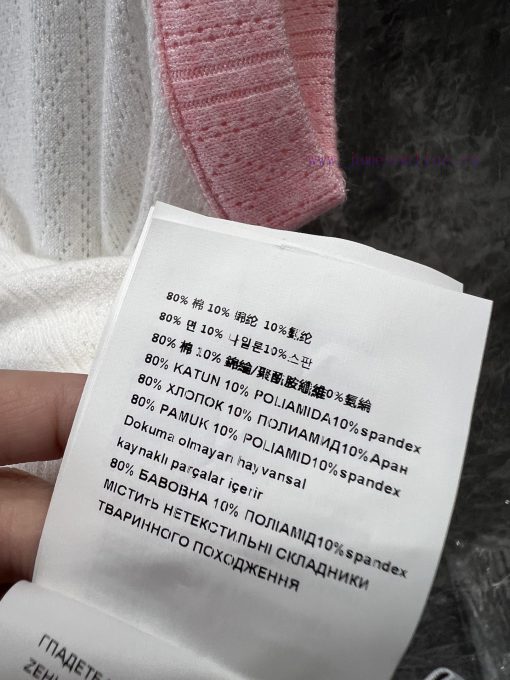 80% 棉 10% 锦纶 10%氨纶
80% 면 10% 나일론10%스판
80% 棉 10% 錦綸/聚酰胺纖維0%氨綸
80% KATUN 10% POLIAMIDA10%spandex
80% ХЛОПОК 10% ПОЛИАМИД10%Аран
80% PAMUK 10% POLIAMID10%spandex
Dokuma olmayan hayvansal
kaynaklı parçalar içerir
80% БАВОВНА 10% ПОЛІАМІД10%spandex
МІСТИть НЕТЕКСТИЛЬНІ СКЛАДНИКИ
ТВАРИННОГО ПОХОДЖЕННЯ
ГЛАДЕТЕ